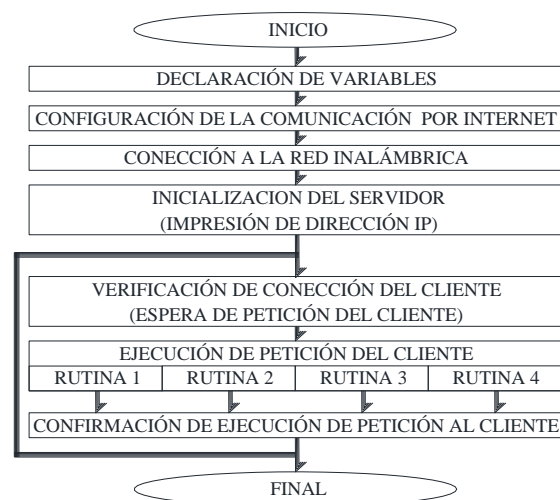 INICIO
DECLARACIÓN DE VARIABLES
CONFIGURACIÓN DE LA COMUNICACIÓN POR INTERNET
CONECCIÓN A LA RED INALÁMBRICA
INICIALIZACION DEL SERVIDOR
(IMPRESIÓN DE DIRECCIÓN IP)
VERIFICACIÓN DE CONECCIÓN DEL CLIENTE
(ESPERA DE PETICIÓN DEL CLIENTE)
EJECUCIÓN DE PETICIÓN DEL CLIENTE
RUTINA 1 RUTINA 2 RUTINA 3 RUTINA 4
CONFIRMACIÓN DE EJECUCIÓN DE PETICIÓN AL CLIENTE
FINAL